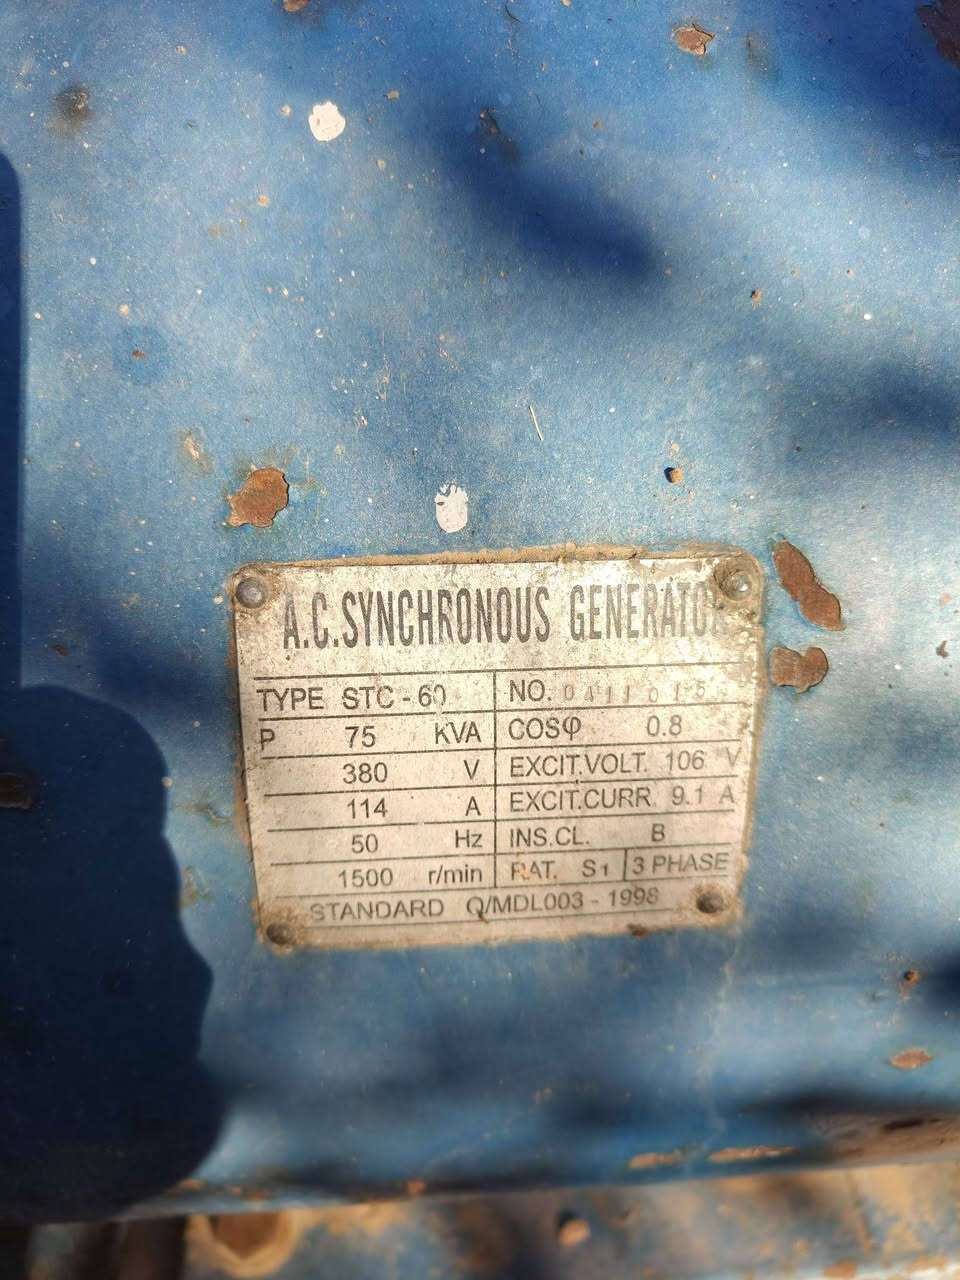 A.C.SYNCHRONOUS GENERATOR
TYPE STC - 60 NO.
P 75 KVA COSφ 0.8
380 V EXCIT.VOLT. 106 V
114 A EXCIT.CURR. 9.1 A
50 Hz INS.CL. B
1500 r/min RAT. S1 3 PHASE
STANDARD Q/MDL003 - 1998